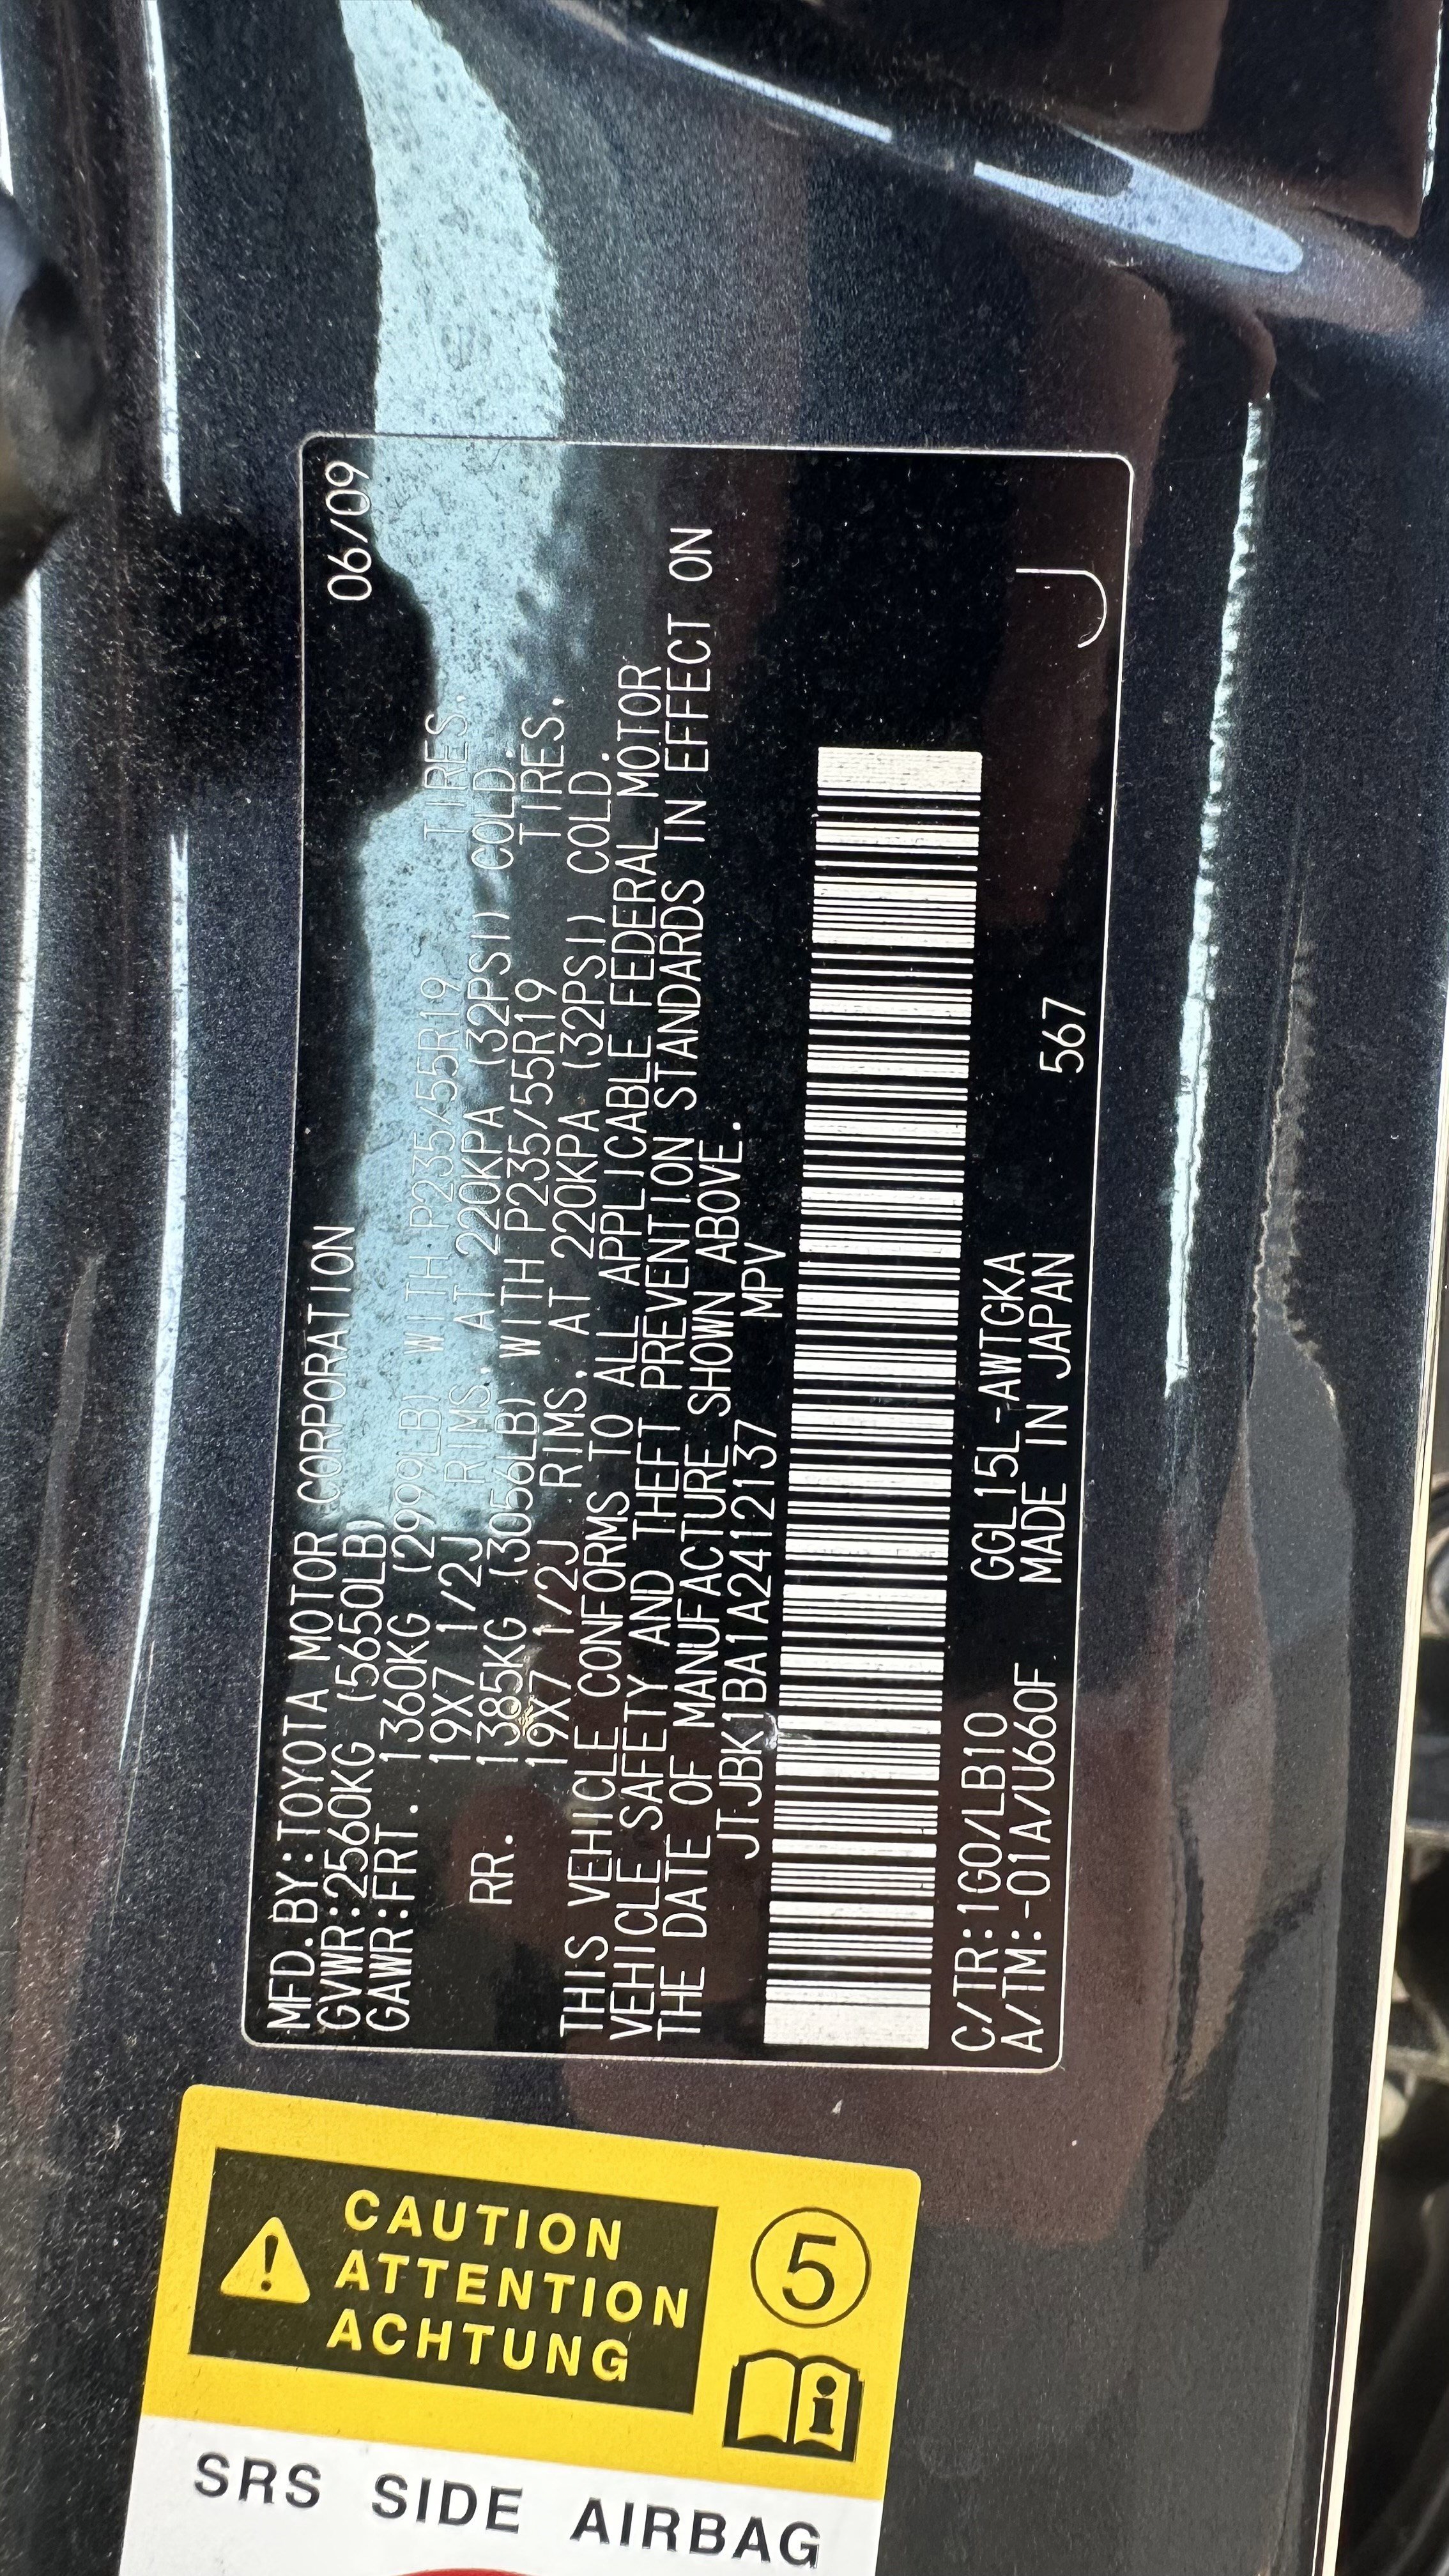 06/09
MFD.BY:TOYOTA MOTOR CORPORATION
GVWR:2560KG (5650LB)
GAWR:FRT. 1360KG (2999LB) WITH P235/55R19 TIRES,
19X7 1/2J RIMS, AT 220KPA (32PSI) COLD.
RR. 1385KG (3056LB) WITH P235/55R19 TIRES,
19X7 1/2J RIMS, AT 220KPA (32PSI) COLD.
THIS VEHICLE CONFORMS TO ALL APPLICABLE FEDERAL MOTOR
VEHICLE SAFETY AND THEFT PREVENTION STANDARDS IN EFFECT ON
THE DATE OF MANUFACTURE SHOWN ABOVE.
JTJBK1BA1A2412137 MPV
C/TR:1G0/LB10 GGL15L-AWTGKA
A/TM:-01A/U660F MADE IN JAPAN 567
J
CAUTION
ATTENTION
ACHTUNG
5
i
SRS SIDE AIRBAG